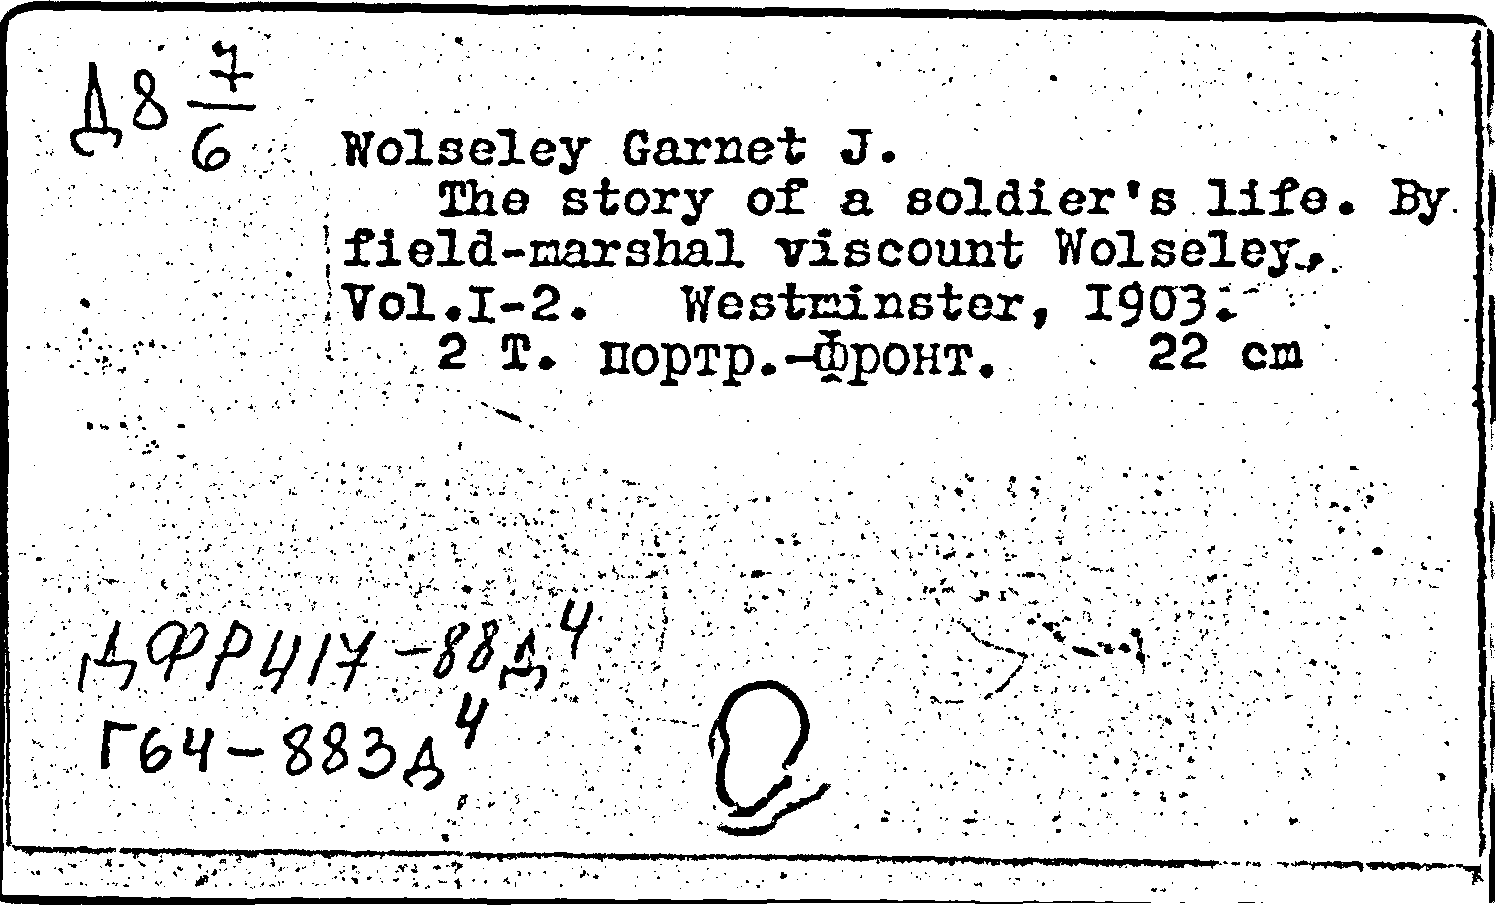 Д8 7/6
Wolseley Garnet J.
The story of a soldier's life. By
field-marshal viscount Wolseley.
Vol.I-2. Westminster, I903.
2 T. портр.-фронт. 22 cm
ДФР417-88д4
Г64-883д4